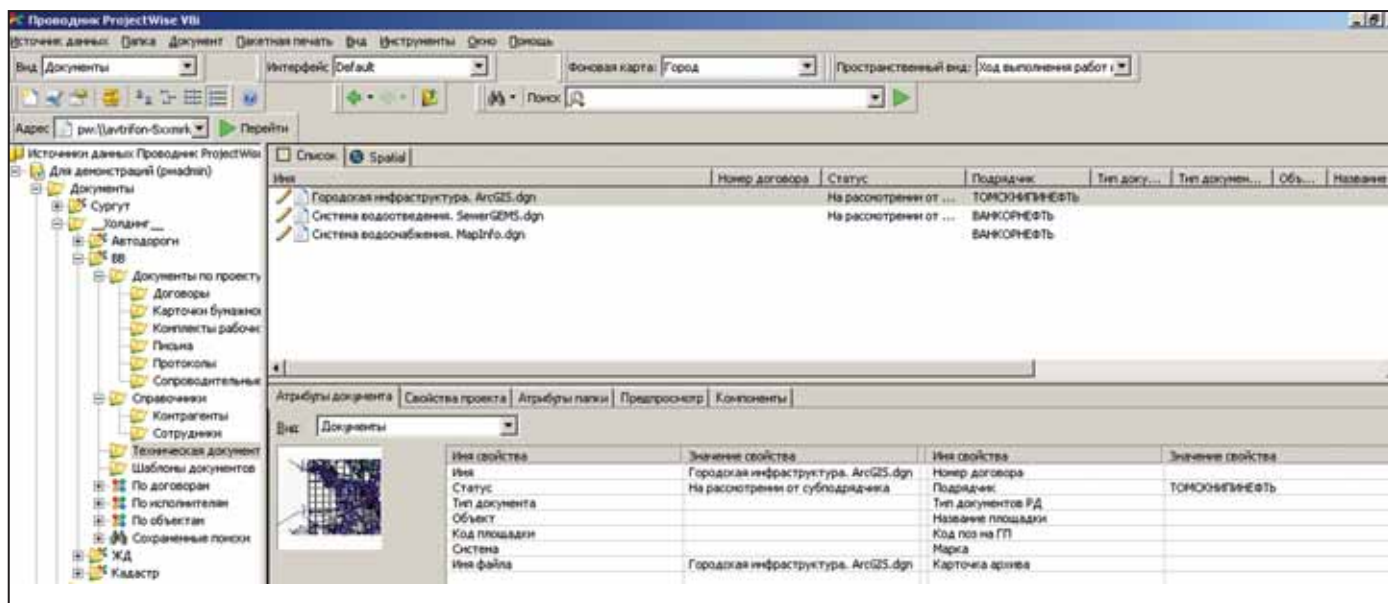 Проводник ProjectWise V8i
Источник данных Папка Документ Пакетная печать Вид Инструменты Окно Помощь
Вид Документы Интерфейс Default Фоновая карта: Город Пространственный вид: Ход выполнения работ
Поиск
Адрес Перейти
Источники данных Проводник ProjectWise
Список Spatial
Для демонстраций (pwadmin)
Имя Номер договора Статус Подрядчик Тип доку... Тип докумен... Объ... Название
Документы
Городская инфраструктура. ArcGIS.dgn На рассмотрении от ... ТОМСКНИПИНЕФТЬ
Сургут
Система водоотведения. SewerGEMS.dgn На рассмотрении от ... ВАНКОРНЕФТЬ
__Холдинг__
Система водоснабжения. MapInfo.dgn ВАНКОРНЕФТЬ
Автодороги
ВВ
Документы по проекту
Договоры
Карточки бумажно
Комплекты рабоче
Письма
Протоколы
Сопроводительные
Справочники
Контрагенты
Сотрудники
Техническая документ
Шаблоны документов
По договорам
По исполнителям
По объектам
Сохраненные поиски
ЖД
Кадастр
Атрибуты документа Свойства проекта Атрибуты папки Предпросмотр Компоненты
Вид: Документы
Имя свойства Значение свойства Имя свойства Значение свойства
Имя Городская инфраструктура. ArcGIS.dgn Номер договора
Статус На рассмотрении от субподрядчика Подрядчик ТОМСКНИПИНЕФТЬ
Тип документа Тип документов РД
Объект Название площадки
Код площадки Код поз на ГП
Система Марка
Имя файла Городская инфраструктура. ArcGIS.dgn Карточка архива